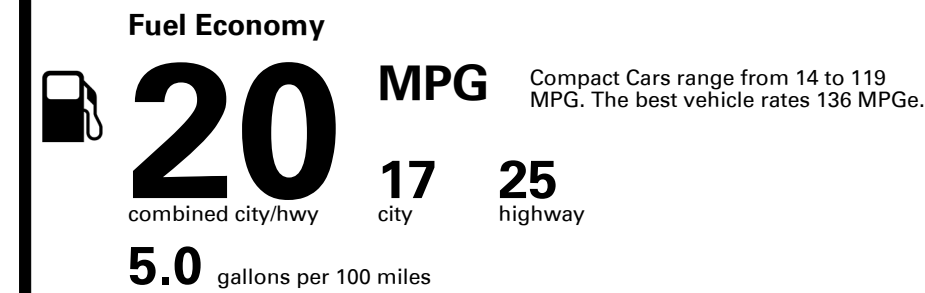 Fuel Economy
20 MPG
Compact Cars range from 14 to 119
MPG. The best vehicle rates 136 MPGe.
17 25
combined city/hwy city highway
5.0 gallons per 100 miles